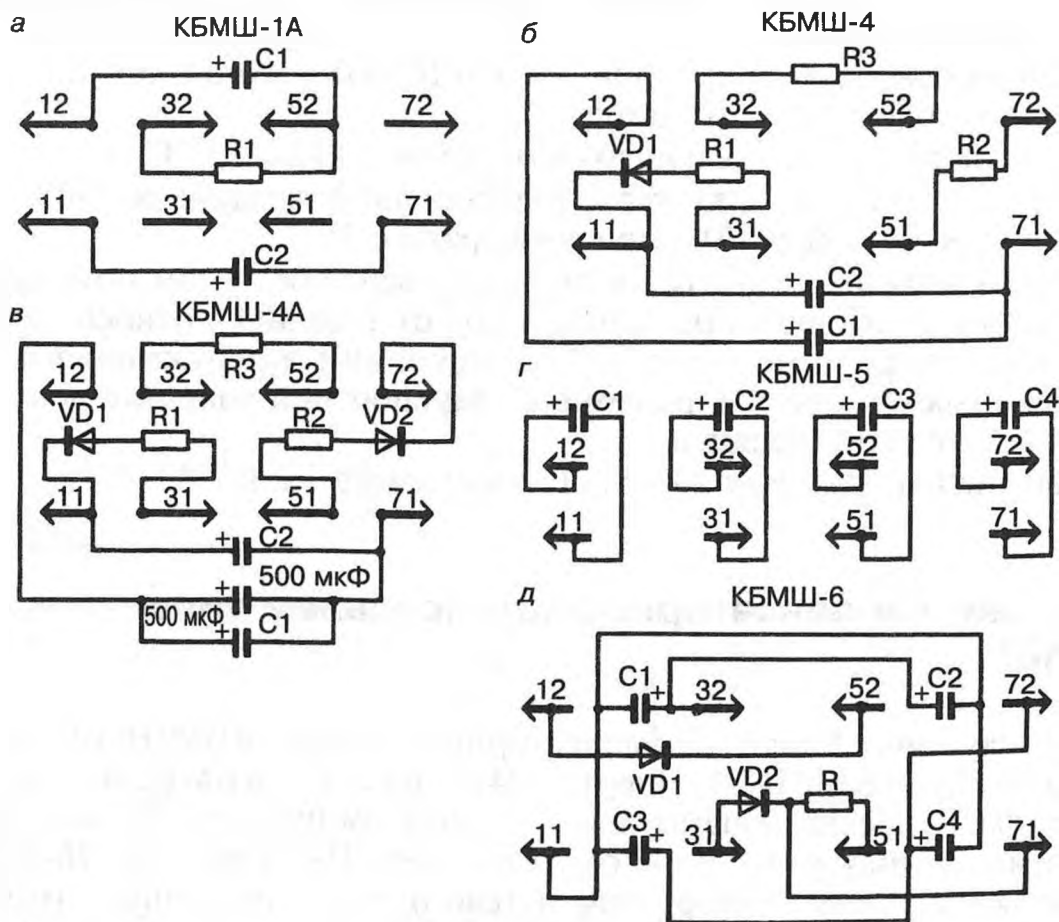 а КБМШ-1А
+ C1
12 32 52 72
R1
11 31 51 71
+ C2
б КБМШ-4
R3
12 32 52 72
VD1 R1 R2
11 31 51 71
+ C2
+ C1
в КБМШ-4А
R3
12 32 52 72
VD1 R1 R2 VD2
11 31 51 71
+ C2
500 мкФ
+
500 мкФ + C1
г КБМШ-5
+ C1 + C2 + C3 + C4
12 32 52 72
11 31 51 71
д КБМШ-6
12 C1 + 32 52 + C2 72
VD1 VD2 R
11 C3 + 31 51 + C4 71